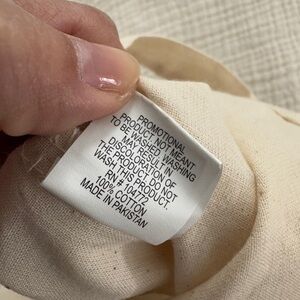 PROMOTIONAL
PRODUCT NOT MEANT
TO BE WASHED. WASHING
MAY RESULT IN
DISCOLORATION OF
THE PRODUCT. DO NOT
WASH THIS PRODUCT.
RN # 104772
100% COTTON
MADE IN PAKISTAN